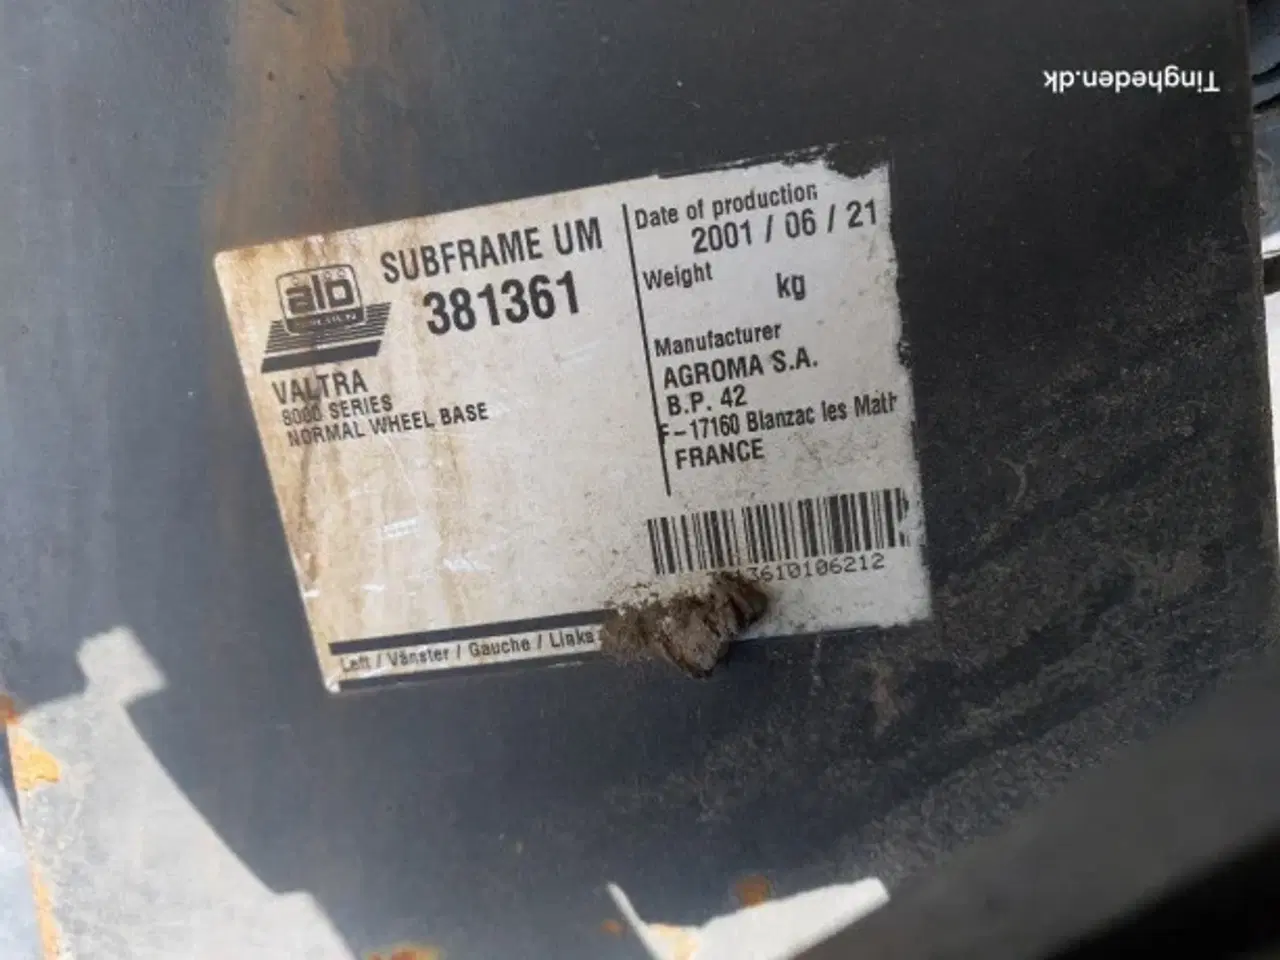 Tingheden.dk
alö
SUBFRAME UM
381361
VALTRA
8000 SERIES
NORMAL WHEEL BASE
Date of production
2001 / 06 / 21
Weight
kg
Manufacturer
AGROMA S.A.
B.P. 42
F-17160 Blanzac les Math
FRANCE
3610106212
Left / Vänster / Gauche / Links